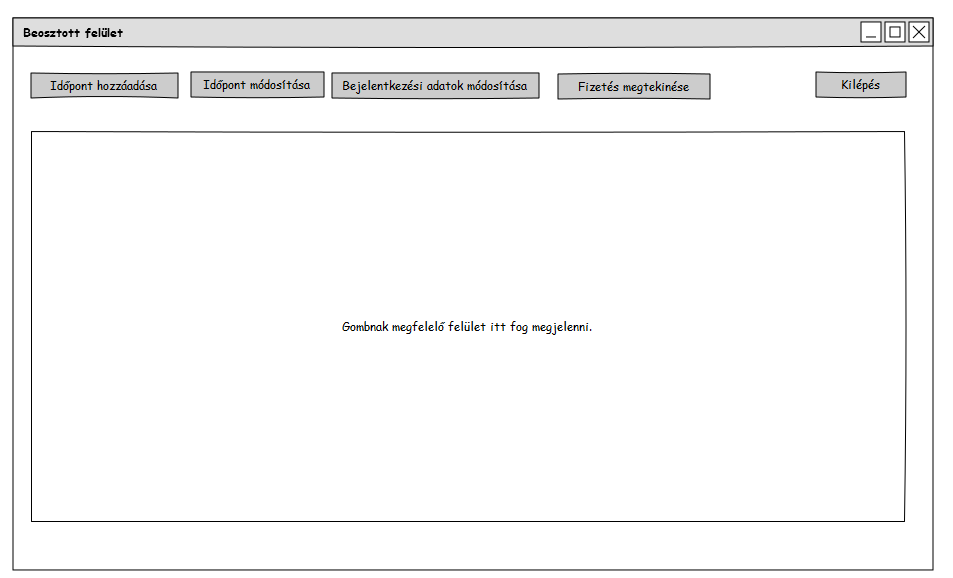 Beosztott felület
Időpont hozzáadása
Időpont módosítása
Bejelentkezési adatok módosítása
Fizetés megtekinése
Kilépés
Gombnak megfelelő felület itt fog megjelenni.